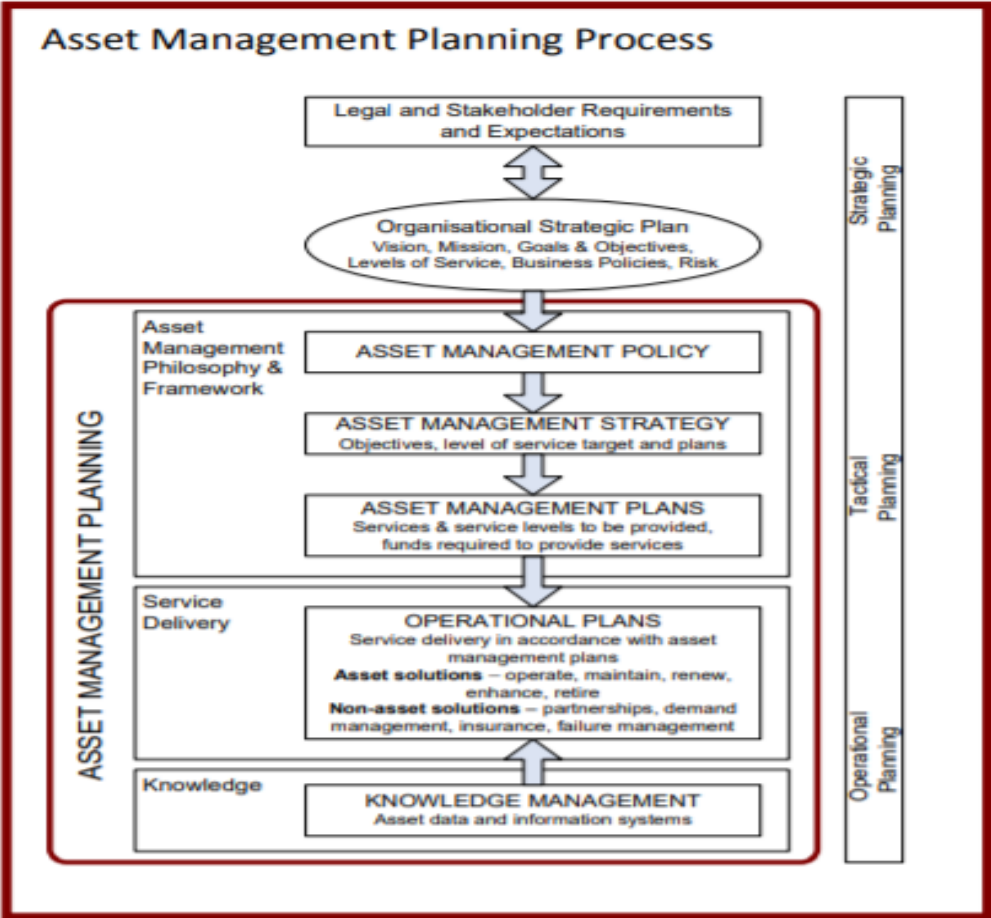 Asset Management Planning Process
Legal and Stakeholder Requirements
and Expectations
Organisational Strategic Plan
Vision, Mission, Goals & Objectives,
Levels of Service, Business Policies, Risk
Asset
Management
Philosophy &
Framework
ASSET MANAGEMENT POLICY
ASSET MANAGEMENT STRATEGY
Objectives, level of service target and plans
ASSET MANAGEMENT PLANS
Services & service levels to be provided,
funds required to provide services
Service
Delivery
OPERATIONAL PLANS
Service delivery in accordance with asset
management plans
Asset solutions – operate, maintain, renew,
enhance, retire
Non-asset solutions – partnerships, demand
management, insurance, failure management
Knowledge
KNOWLEDGE MANAGEMENT
Asset data and information systems
ASSET MANAGEMENT PLANNING
Strategic
Planning
Tactical
Planning
Operational
Planning